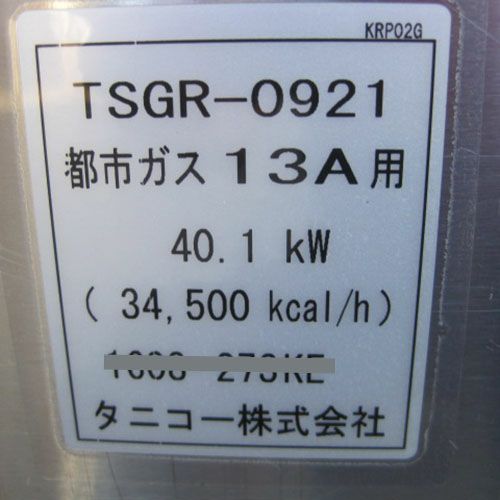 KRP02G
TSGR-0921
都市ガス 13A用
40.1 kW
( 34,500 kcal/h)
タニコー株式会社